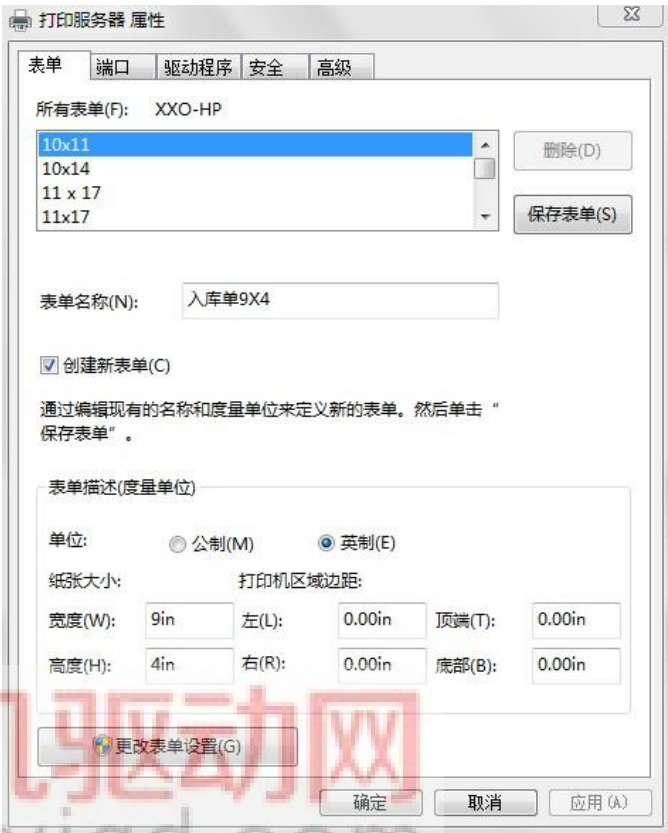 打印服务器 属性
表单 端口 驱动程序 安全 高级
所有表单(F): XXO-HP
10x11
10x14
11 x 17
11x17
删除(D)
保存表单(S)
表单名称(N): 入库单9X4
创建新表单(C)
通过编辑现有的名称和度量单位来定义新的表单。然后单击“
保存表单”。
表单描述(度量单位)
单位: 公制(M) 英制(E)
纸张大小: 打印机区域边距:
宽度(W): 9in 左(L): 0.00in 顶端(T): 0.00in
高度(H): 4in 右(R): 0.00in 底部(B): 0.00in
更改表单设置(G)
驱动网
确定 取消 应用(A)